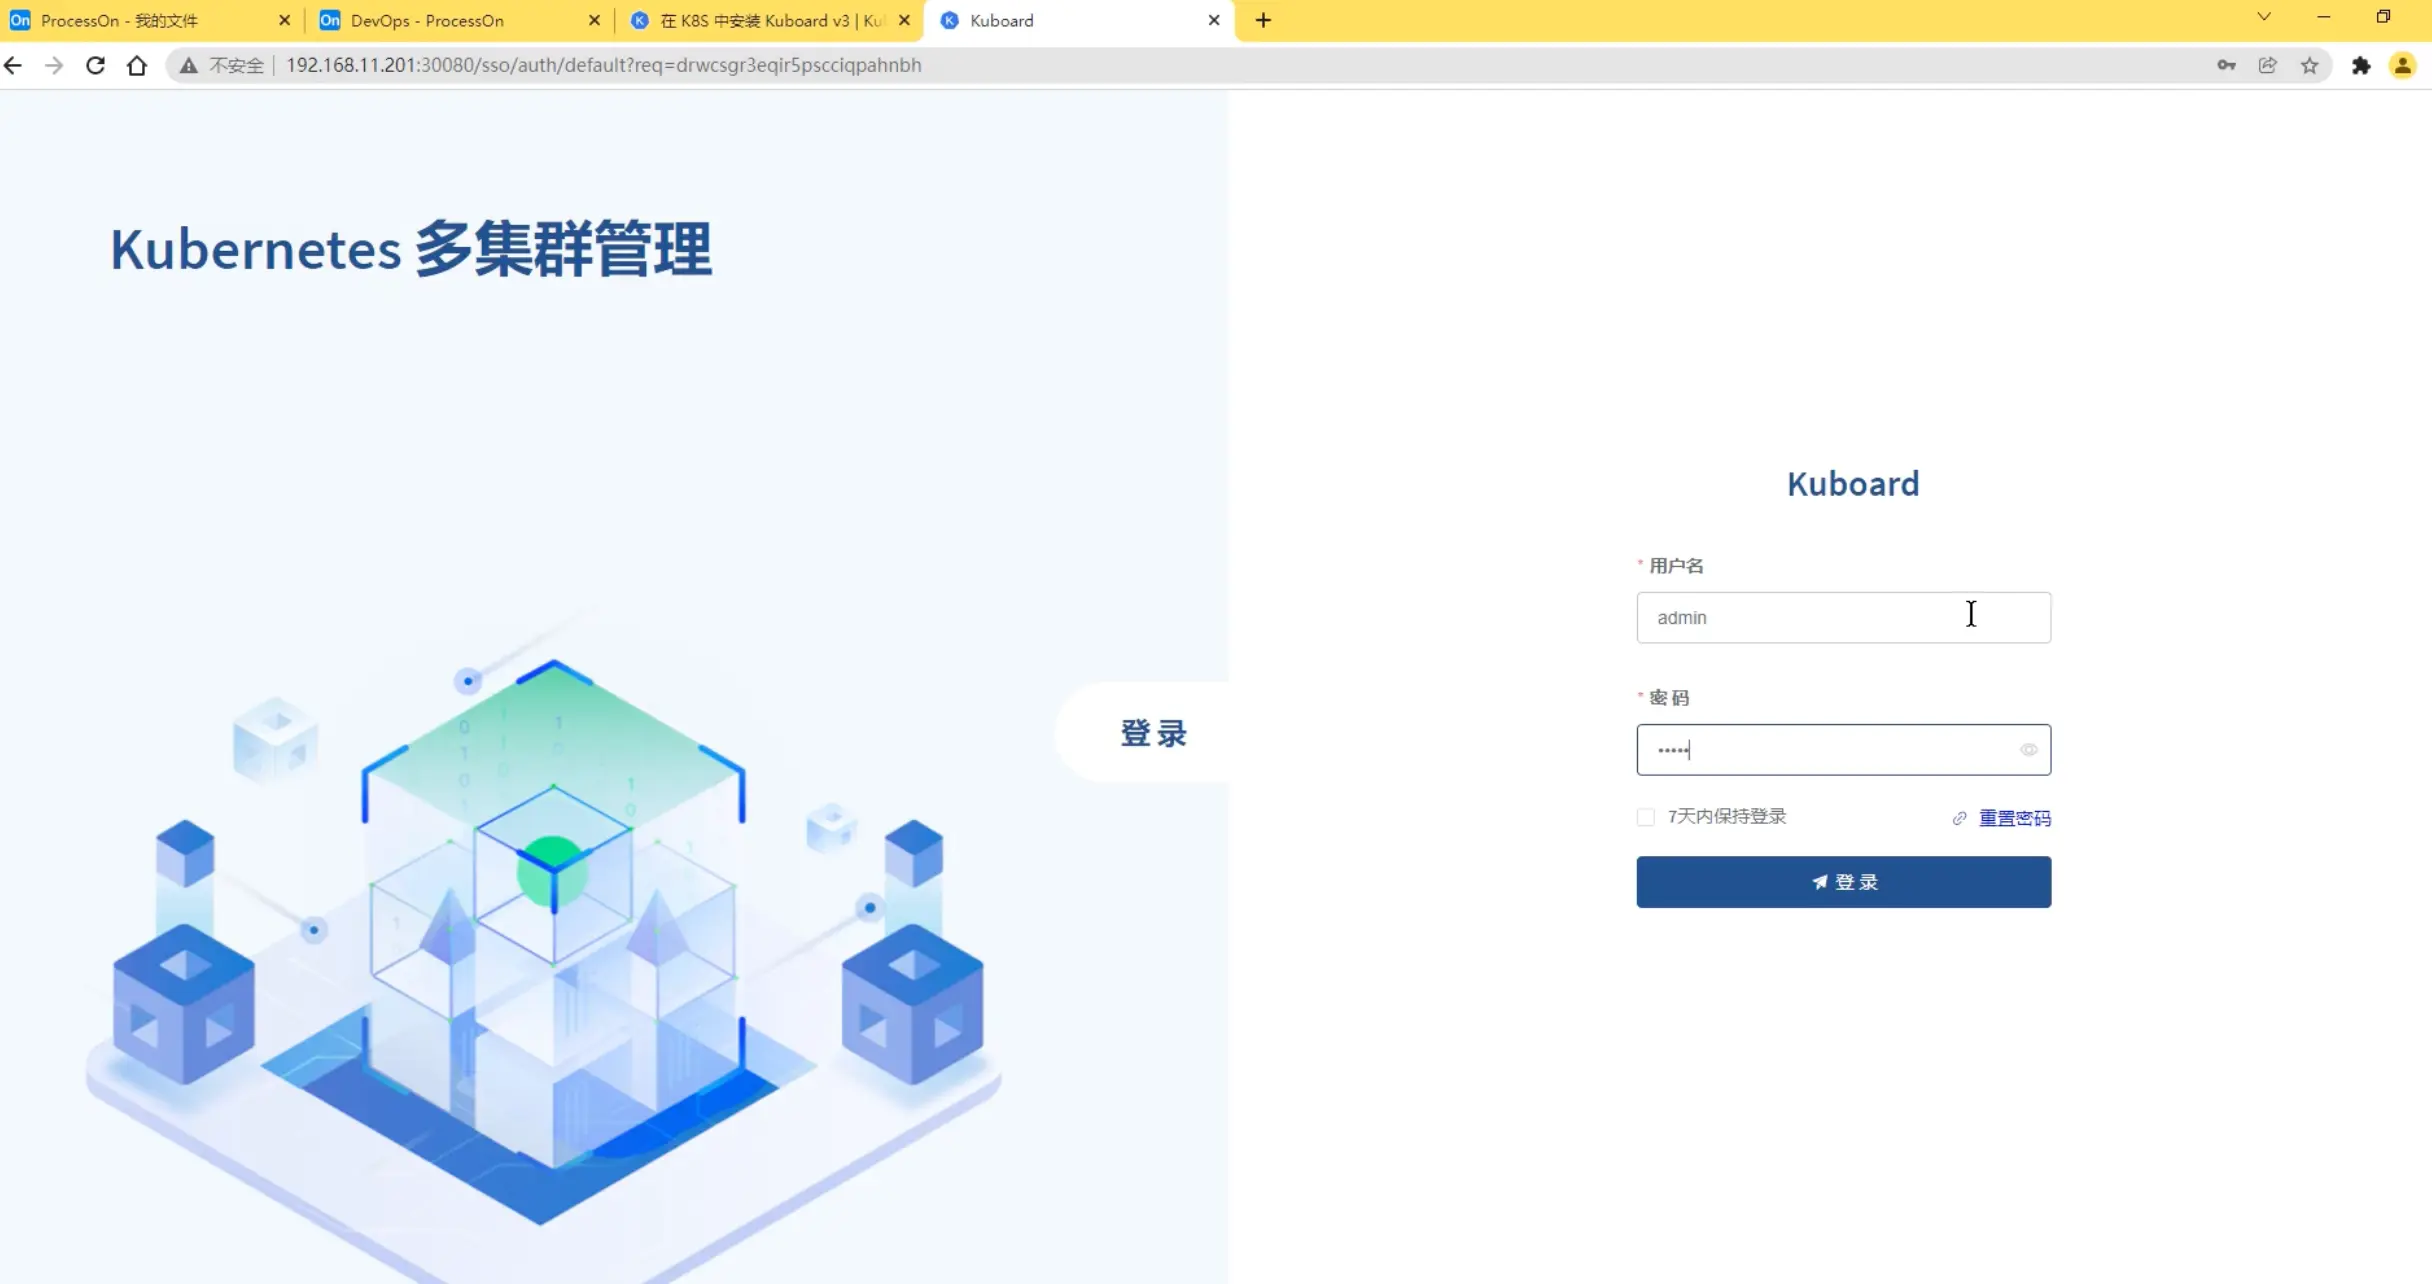 On ProcessOn - 我的文件
On DevOps - ProcessOn
K 在 K8S 中安装 Kuboard v3 | Ku
K Kuboard
不安全 192.168.11.201:30080/sso/auth/default?req=drwcsgr3eqir5pscciqpahnbh
Kubernetes 多集群管理
登录
Kuboard
* 用户名
admin
* 密码
•••••
7天内保持登录
重置密码
登录